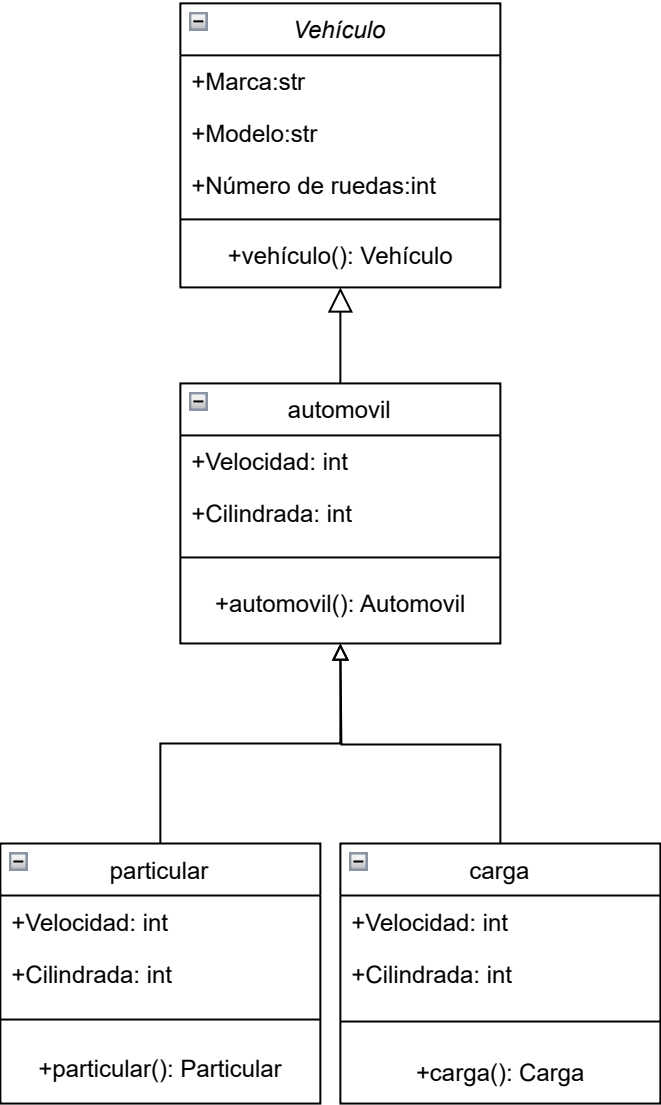 Vehículo
+Marca:str
+Modelo:str
+Número de ruedas:int
+vehículo(): Vehículo
automovil
+Velocidad: int
+Cilindrada: int
+automovil(): Automovil
particular
+Velocidad: int
+Cilindrada: int
+particular(): Particular
carga
+Velocidad: int
+Cilindrada: int
+carga(): Carga